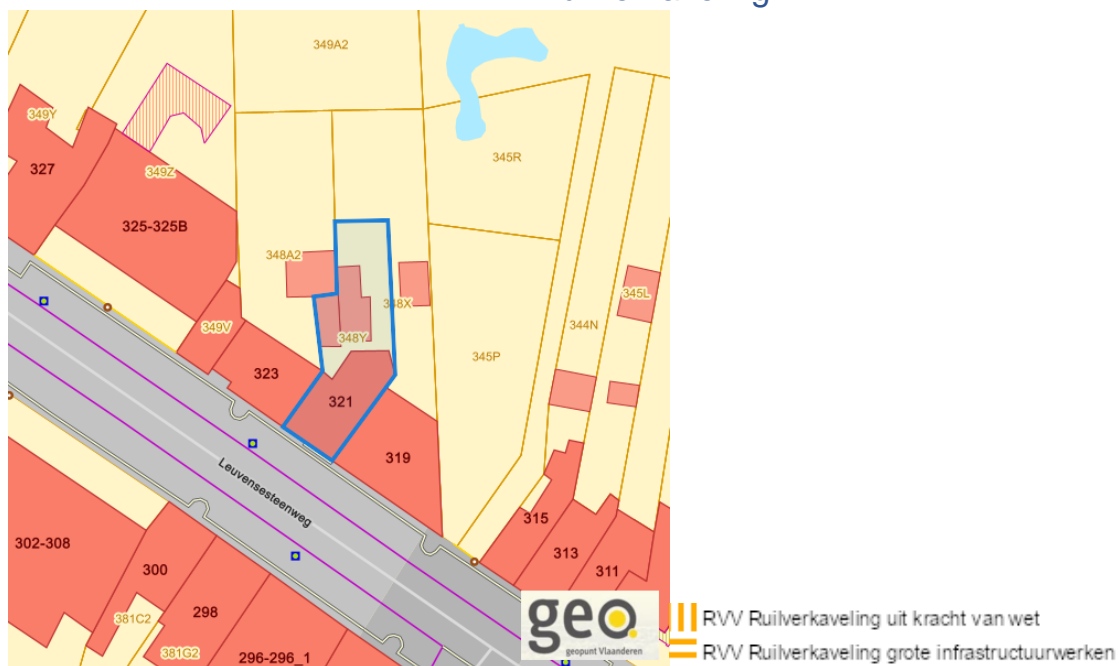 349A2
349Y
345R
327
349Z
325-325B
348A2
348X
345L
349V
344N
348Y
345P
323
321
319
Leuvensesteenweg
315
313
311
302-308
300
298
381C2
381G2
296-296_1
geo
geopunt Vlaanderen
RVV Ruilverkaveling uit kracht van wet
RVV Ruilverkaveling grote infrastructuurwerken